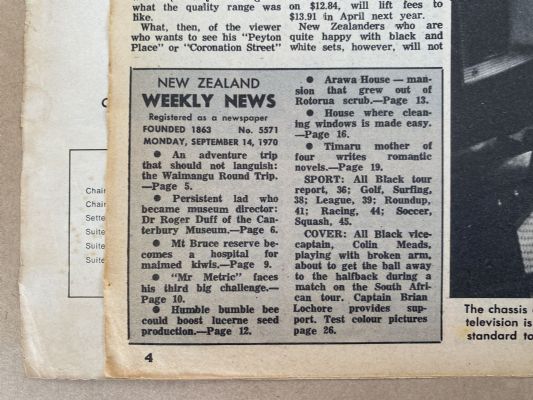 what the quality range was
like.
What, then, of the viewer
who wants to see his "Peyton
Place" or "Coronation Street"
on $12.84, will lift fees to
$13.91 in April next year.
New Zealanders who are
quite happy with black and
white sets, however, will not
NEW ZEALAND
WEEKLY NEWS
Registered as a newspaper
FOUNDED 1863 No. 5571
MONDAY, SEPTEMBER 14, 1970
● An adventure trip
that should not languish:
the Waimangu Round Trip.
—Page 5.
● Persistent lad who
became museum director:
Dr Roger Duff of the Can-
terbury Museum.—Page 6.
● Mt Bruce reserve be-
comes a hospital for
maimed kiwis.—Page 9.
● "Mr Metric" faces
his third big challenge.—
Page 10.
● Humble bumble bee
could boost lucerne seed
production.—Page 12.
● Arawa House — man-
sion that grew out of
Rotorua scrub.—Page 13.
● House where clean-
ing windows is made easy.
—Page 16.
● Timaru mother of
four writes romantic
novels.—Page 19.
SPORT: All Black tour
report, 36; Golf, Surfing,
38; League, 39; Roundup,
41; Racing, 44; Soccer,
Squash, 45.
COVER: All Black vice-
captain, Colin Meads,
playing with broken arm,
about to get the ball away
to the halfback during a
match on the South Afri-
can tour. Captain Brian
Lochore provides sup-
port. Test colour pictures
page 26.
4
The chassis
television is
standard to
Chair
Chair
Sette
Suite
Suite
Suite